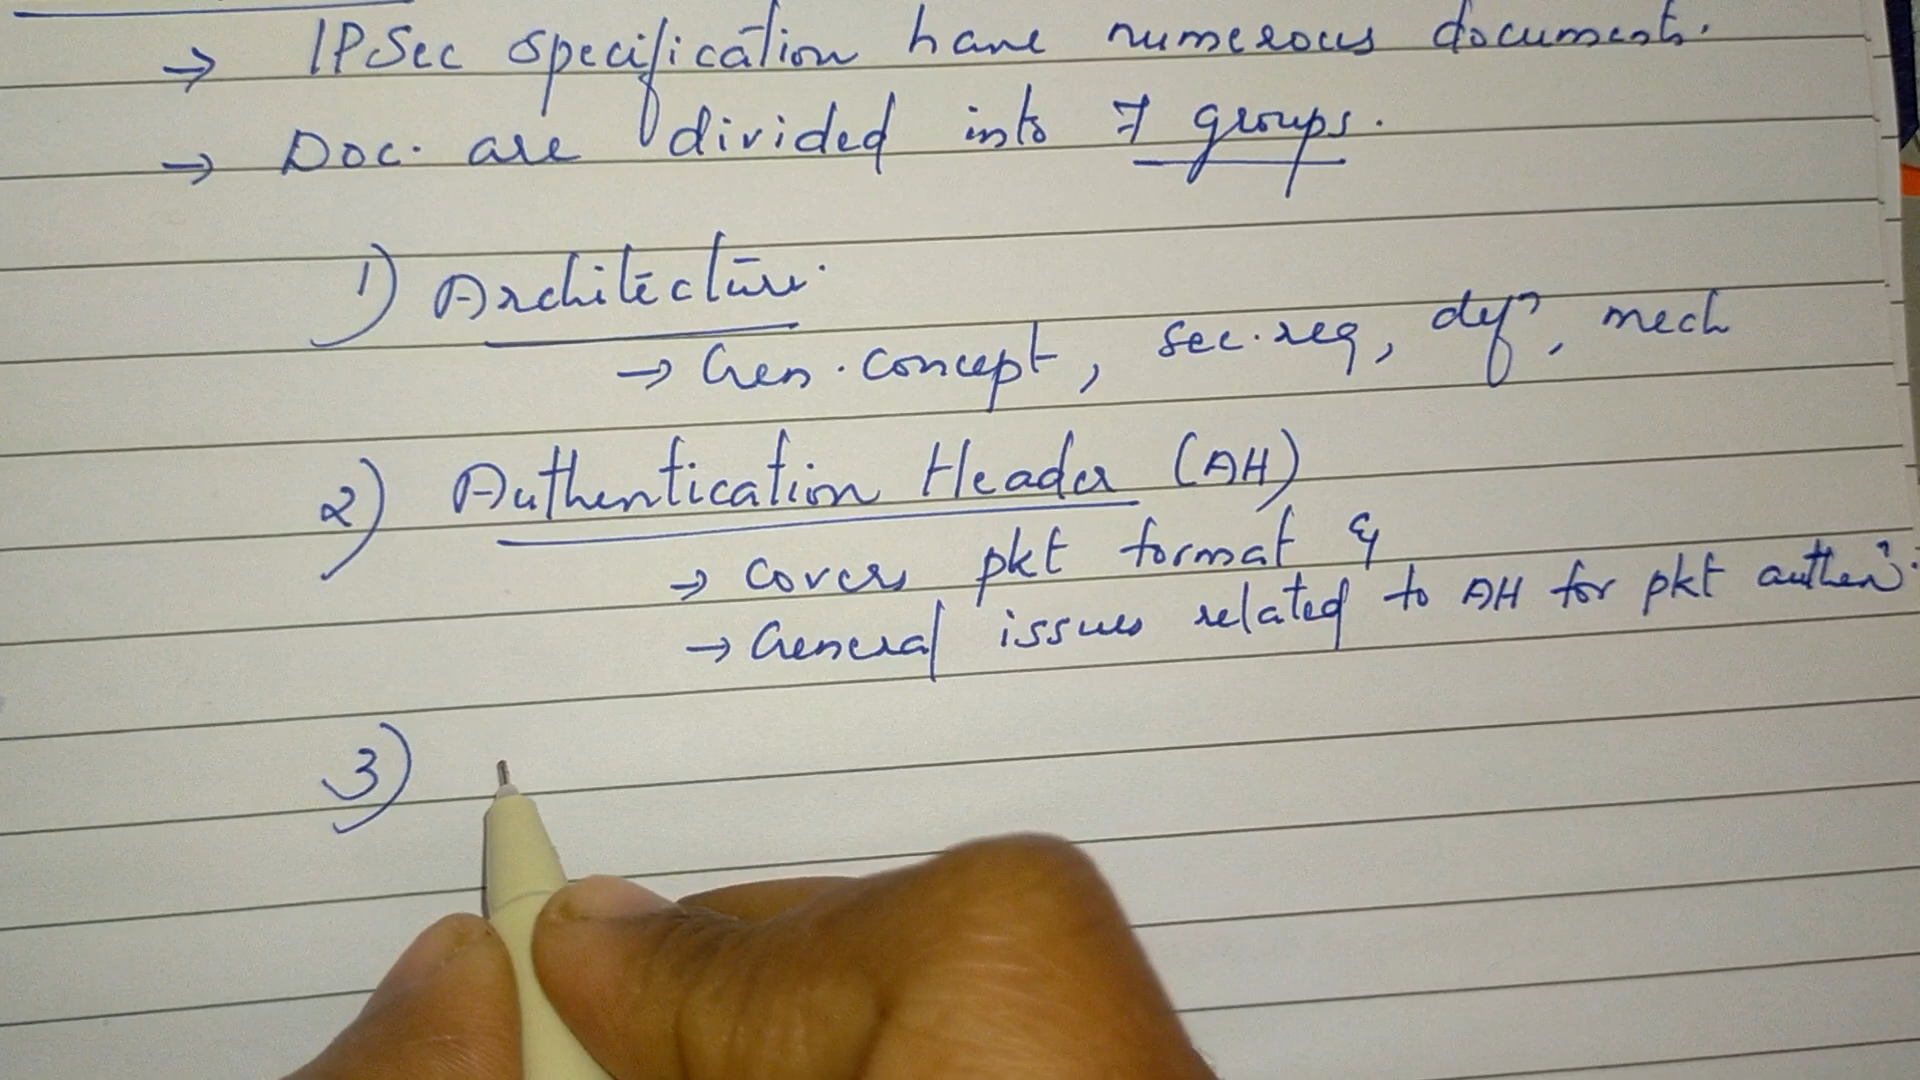 → IPSec specification have numerous documents.
→ Doc. are divided into 7 groups.
1) Architecture.
→ Gen. concept, sec. req, defn, mech
2) Authentication Header (AH)
→ Covers pkt format &
→ General issues related to AH for pkt authen.
3)